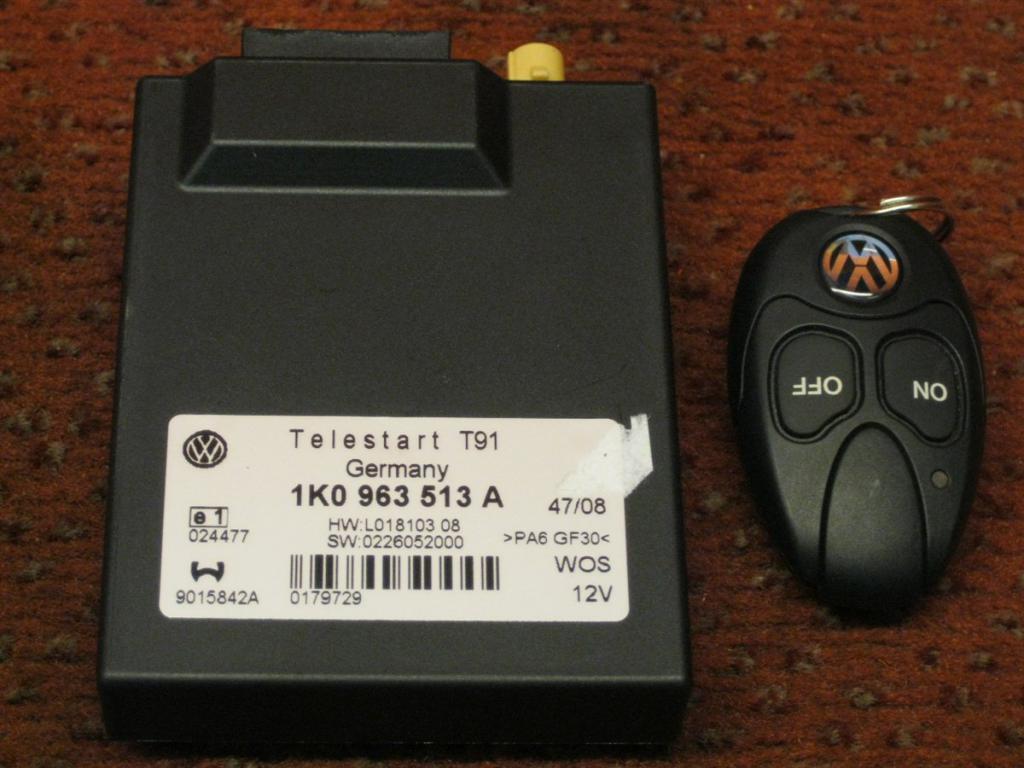 Telestart T91
Germany
1K0 963 513 A
47/08
e 1
024477
HW:L018103 08
SW:0226052000
>PA6 GF30<
WOS
9015842A
0179729
12V
OFF
ON